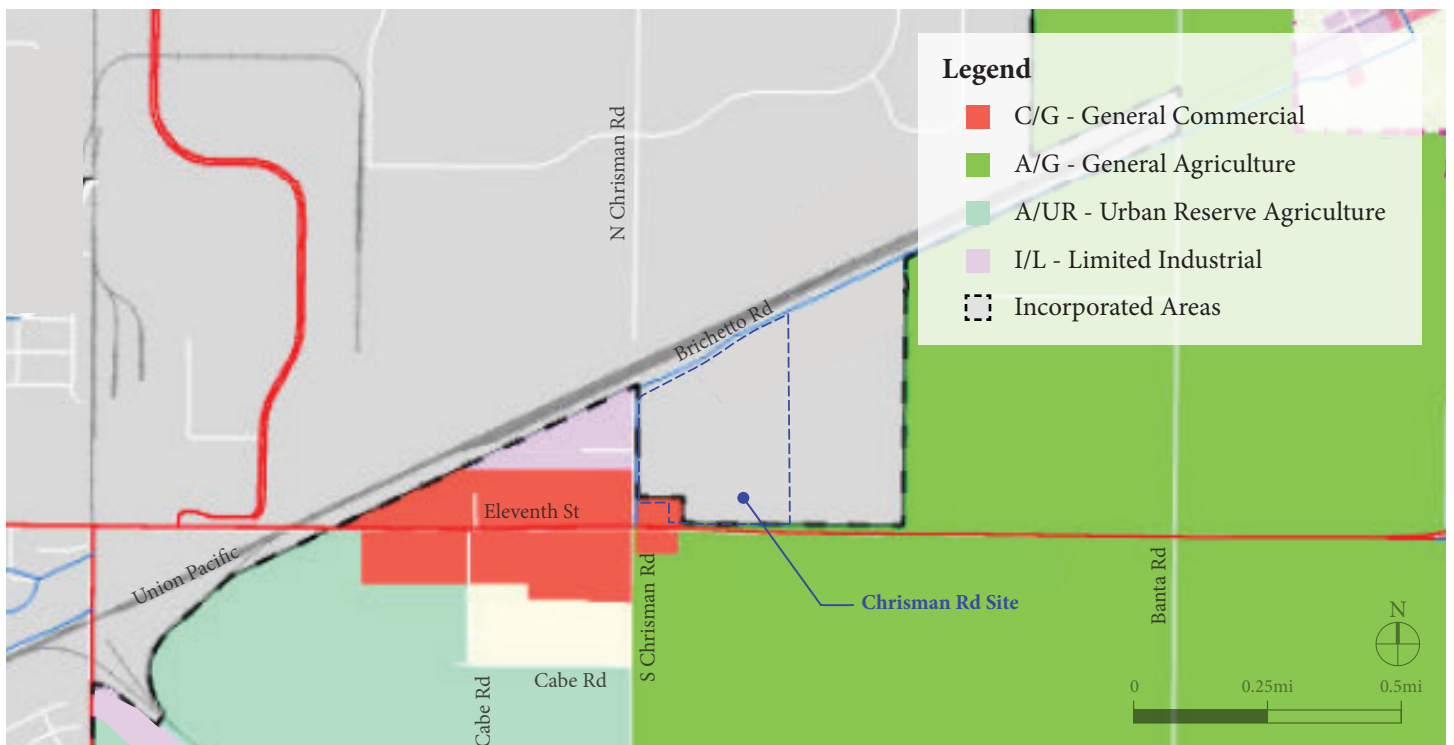 Legend
C/G - General Commercial
A/G - General Agriculture
A/UR - Urban Reserve Agriculture
I/L - Limited Industrial
Incorporated Areas
N Chrisman Rd
Brichetto Rd
Eleventh St
Union Pacific
Chrisman Rd Site
S Chrisman Rd
Banta Rd
Cabe Rd
Cabe Rd
N
0 0.25mi 0.5mi